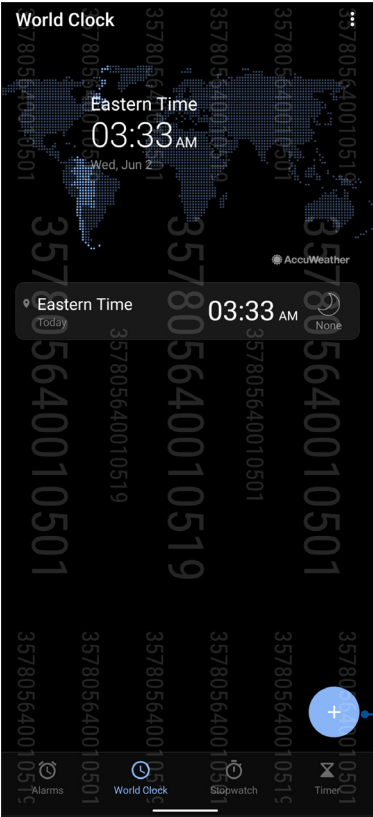 World Clock
Eastern Time
03:33 AM
Wed, Jun 2
AccuWeather
Eastern Time
Today
03:33 AM
None
357805640010501
357805640010519
357805640010501
357805640010519
357805640010501
Alarms
World Clock
Stopwatch
Timer